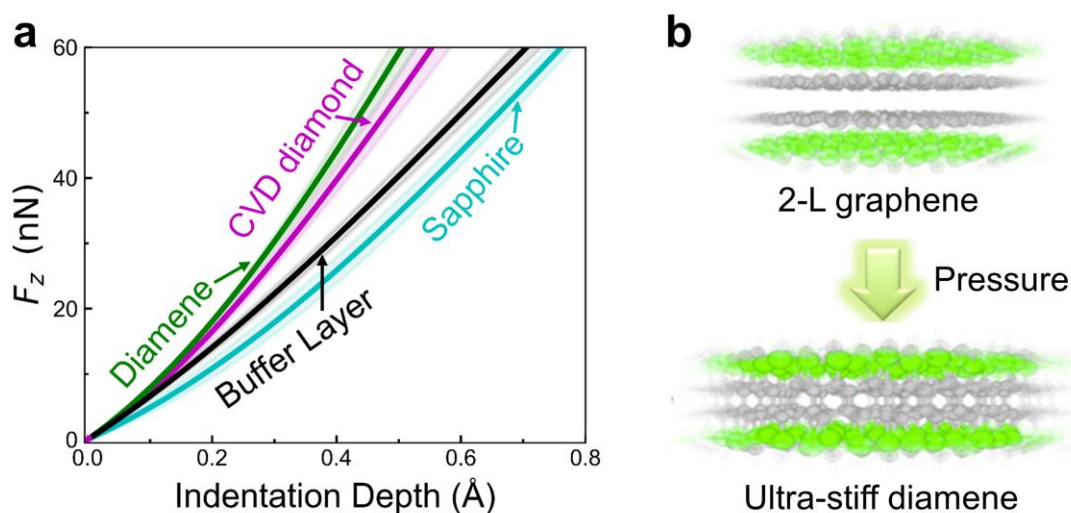 a
60
40
20
0
F_z (nN)
Diamene
CVD diamond
Buffer Layer
Sapphire
0.0 0.2 0.4 0.6 0.8
Indentation Depth (Å)
b
2-L graphene
Pressure
Ultra-stiff diamene